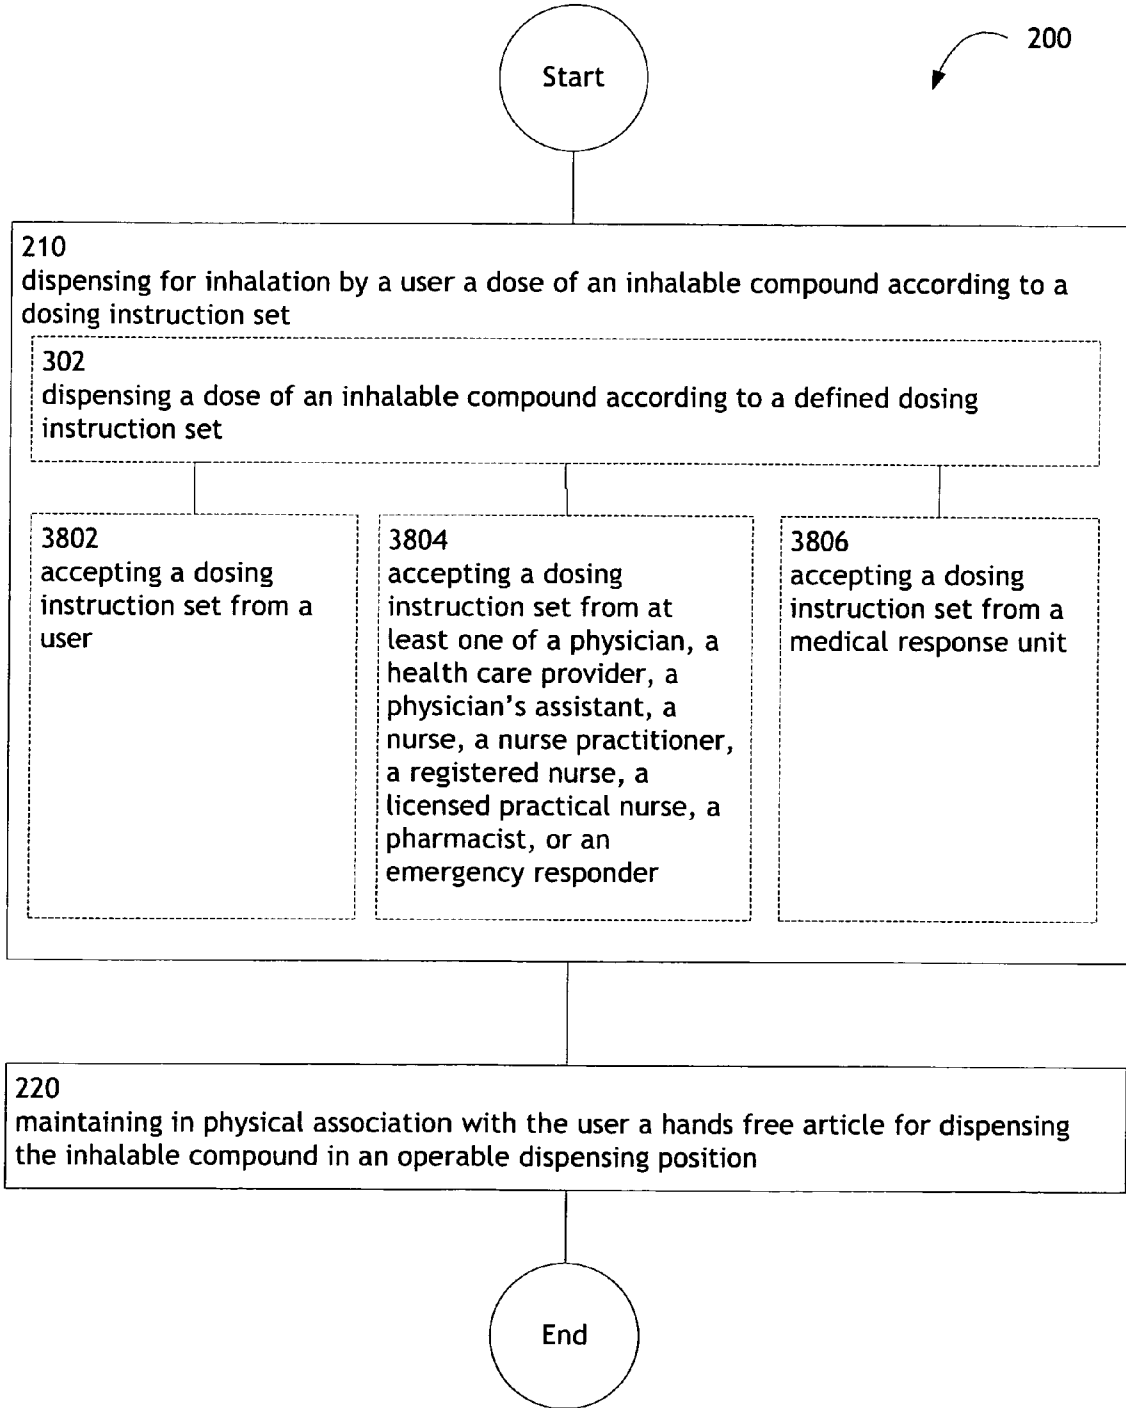 Start
200
210
dispensing for inhalation by a user a dose of an inhalable compound according to a
dosing instruction set
302
dispensing a dose of an inhalable compound according to a defined dosing
instruction set
3802
accepting a dosing
instruction set from a
user
3804
accepting a dosing
instruction set from at
least one of a physician, a
health care provider, a
physician's assistant, a
nurse, a nurse practitioner,
a registered nurse, a
licensed practical nurse, a
pharmacist, or an
emergency responder
3806
accepting a dosing
instruction set from a
medical response unit
220
maintaining in physical association with the user a hands free article for dispensing
the inhalable compound in an operable dispensing position
End